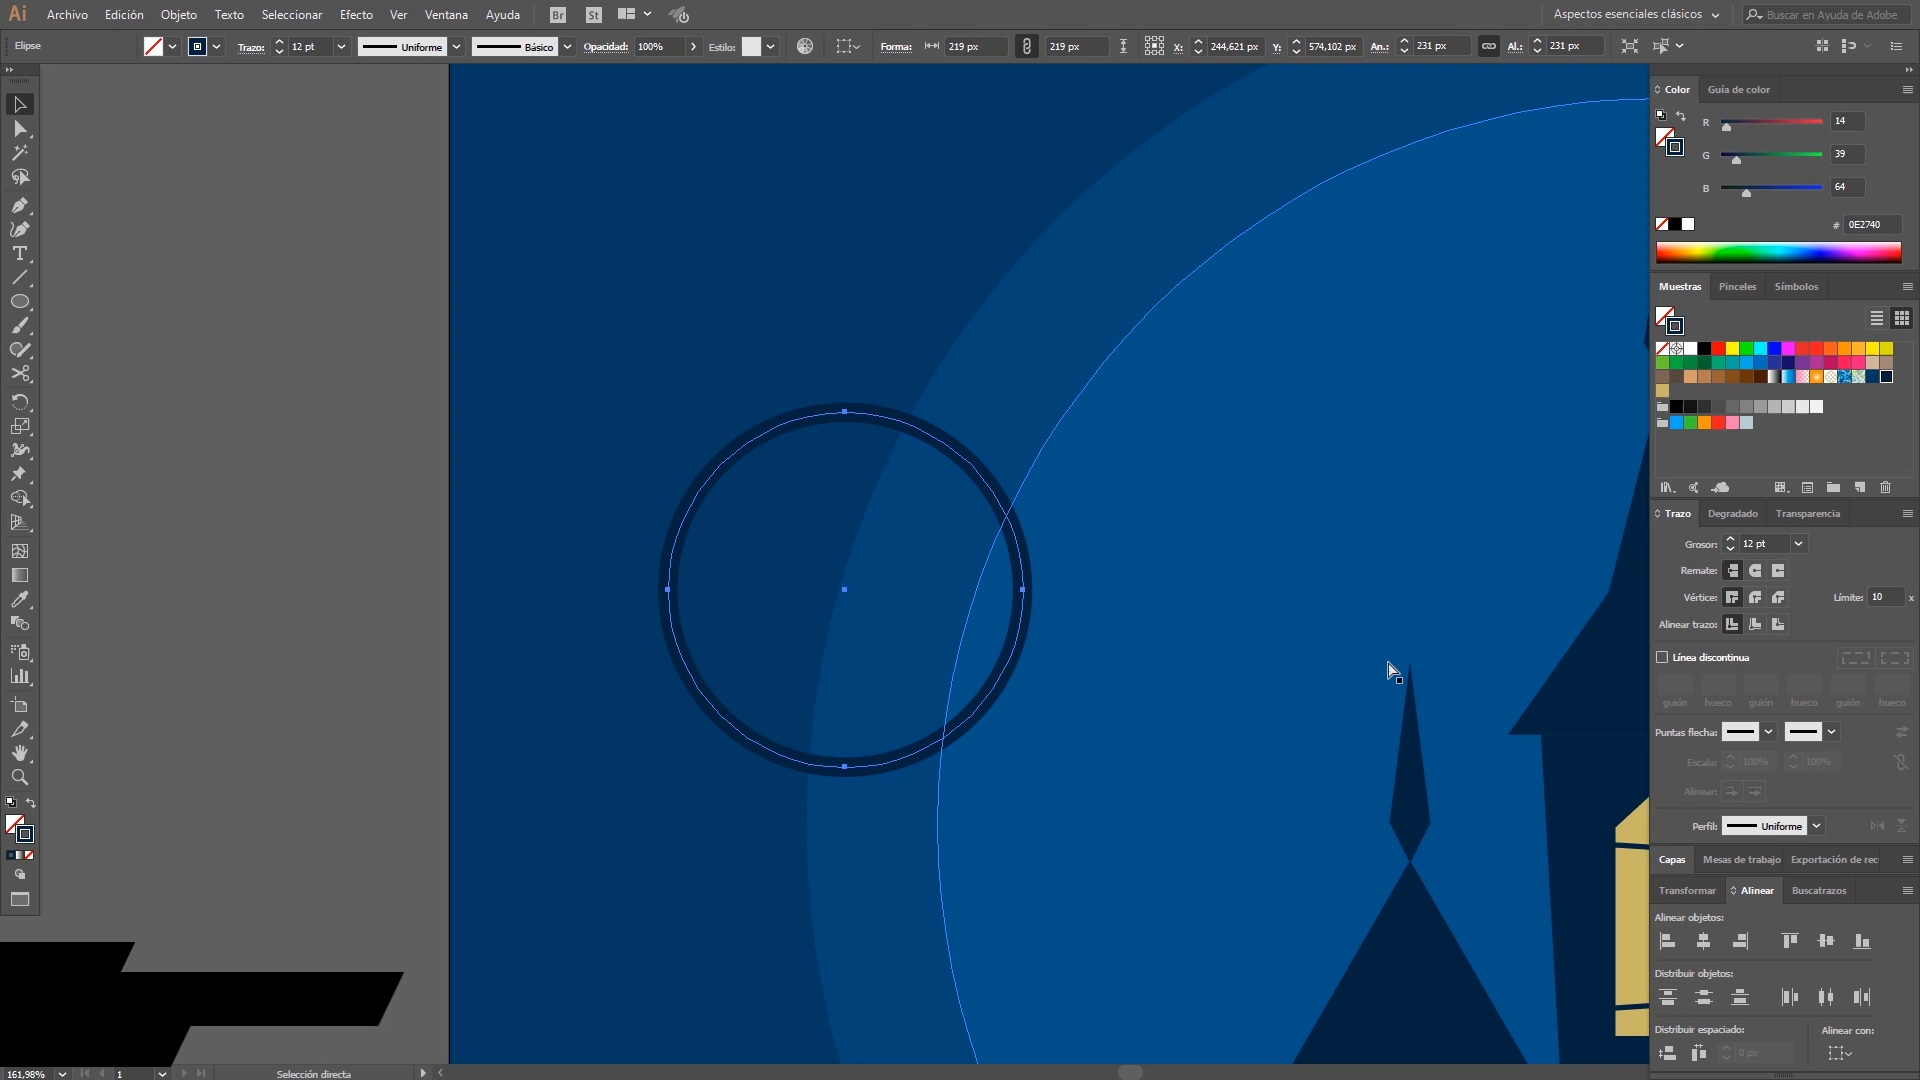 Ai Archivo Edición Objeto Texto Seleccionar Efecto Ver Ventana Ayuda Br St Aspectos esenciales clásicos Buscar en Ayuda de Adobe
Elipse Trazo: 12 pt Uniforme Básico Opacidad: 100% Estilo: Forma: 219 px 219 px X: 244,621 px Y: 574,102 px An.: 231 px Al.: 231 px
Color Guía de color
R 14
G 39
B 64
# 0E2740
Muestras Pinceles Símbolos
Trazo Degradado Transparencia
Grosor: 12 pt
Remate:
Vértice: Límite: 10 x
Alinear trazo:
Línea discontinua
guión hueco guión hueco guión hueco
Puntas flecha:
Escala: 100% 100%
Alinear:
Perfil: Uniforme
Capas Mesas de trabajo Exportación de rec
Transformar Alinear Buscatrazos
Alinear objetos:
Distribuir objetos:
Distribuir espaciado: Alinear con:
0 px
161,98% 1 Selección directa